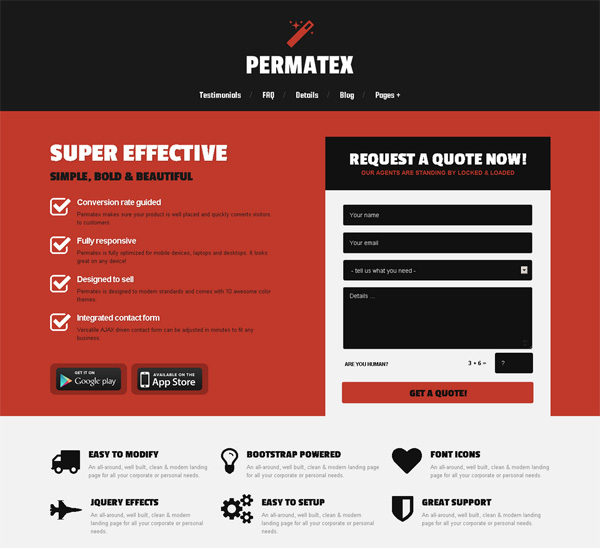 PERMATEX
Testimonials / FAQ / Details / Blog / Pages +
SUPER EFFECTIVE
SIMPLE, BOLD & BEAUTIFUL
Conversion rate guided
Permatex makes sure your product is well placed and quickly converts visitors
to customers.
Fully responsive
Permatex is fully optimized for mobile devices, laptops and desktops. It looks
great on any device!
Designed to sell
Permatex is designed to modern standards and comes with 10 awesome color
themes.
Integrated contact form
Versatile AJAX driven contact form can be adjusted in minutes to fit any
business.
GET IT ON
Google play
AVAILABLE ON THE
App Store
REQUEST A QUOTE NOW!
OUR AGENTS ARE STANDING BY LOCKED & LOADED
Your name
Your email
- tell us what you need -
Details ...
ARE YOU HUMAN? 3 + 6 = ?
GET A QUOTE!
EASY TO MODIFY
An all-around, well built, clean & modern landing
page for all your corporate or personal needs.
BOOTSTRAP POWERED
An all-around, well built, clean & modern landing page
for all your corporate or personal needs.
FONT ICONS
An all-around, well built, clean & modern landing
page for all your corporate or personal needs.
JQUERY EFFECTS
An all-around, well built, clean & modern
landing page for all your corporate or personal
needs.
EASY TO SETUP
An all-around, well built, clean & modern
landing page for all your corporate or personal
needs.
GREAT SUPPORT
An all-around, well built, clean & modern
landing page for all your corporate or personal
needs.